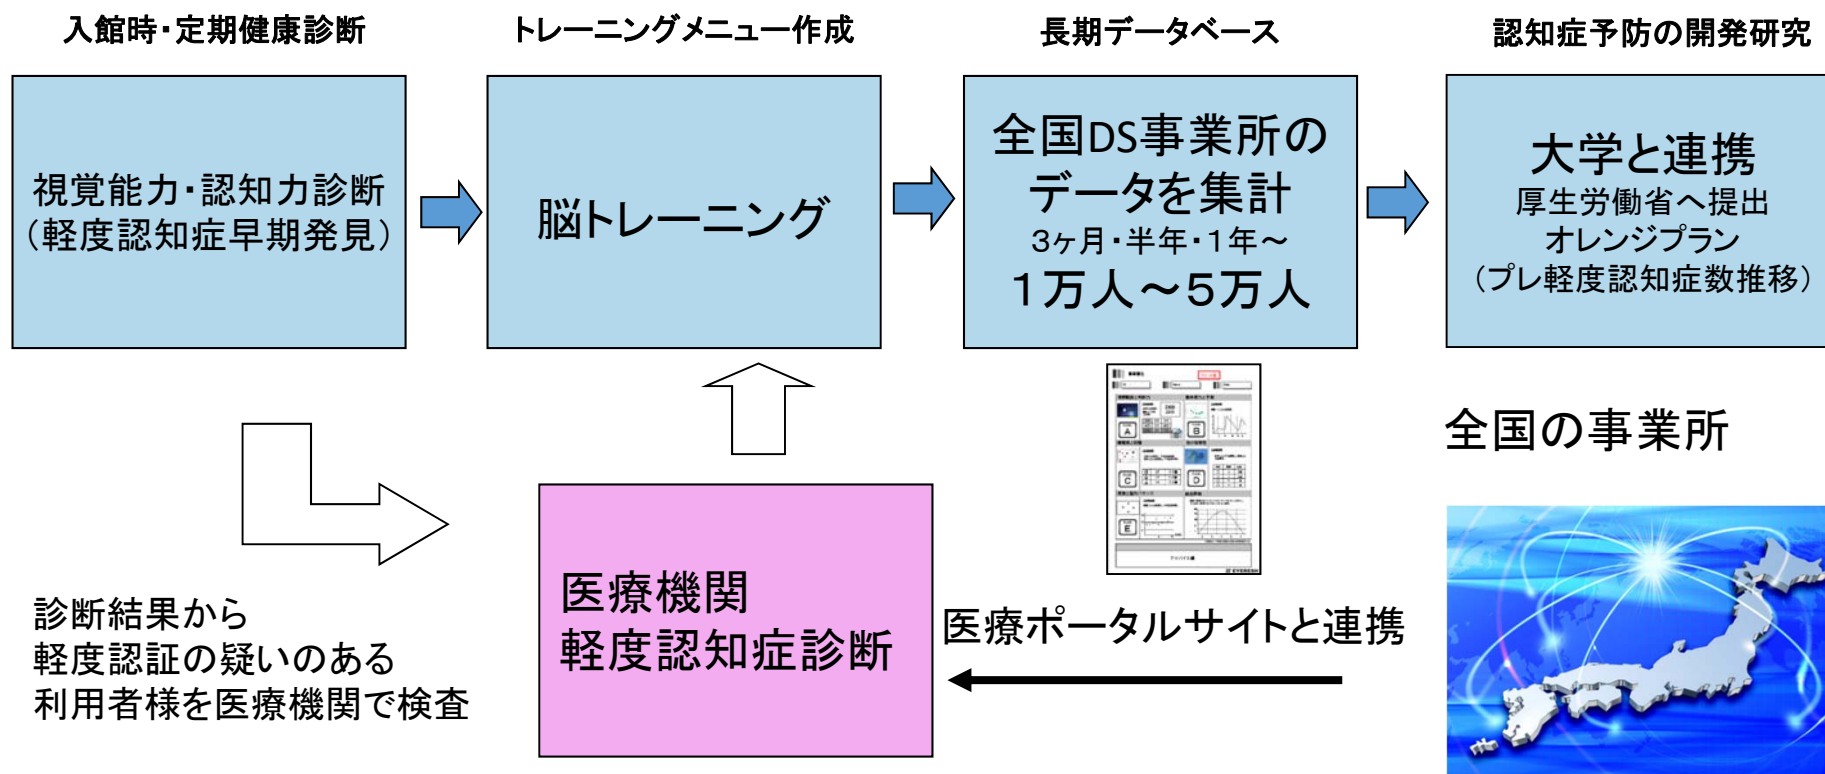 入館時・定期健康診断
トレーニングメニュー作成
長期データベース
認知症予防の開発研究
視覚能力・認知力診断
（軽度認知症早期発見）
脳トレーニング
全国DS事業所の
データを集計
3ヶ月・半年・1年～
１万人～５万人
大学と連携
厚生労働省へ提出
オレンジプラン
（プレ軽度認知症数推移）
A
B
C
D
E
全国の事業所
診断結果から
軽度認証の疑いのある
利用者様を医療機関で検査
医療機関
軽度認知症診断
医療ポータルサイトと連携